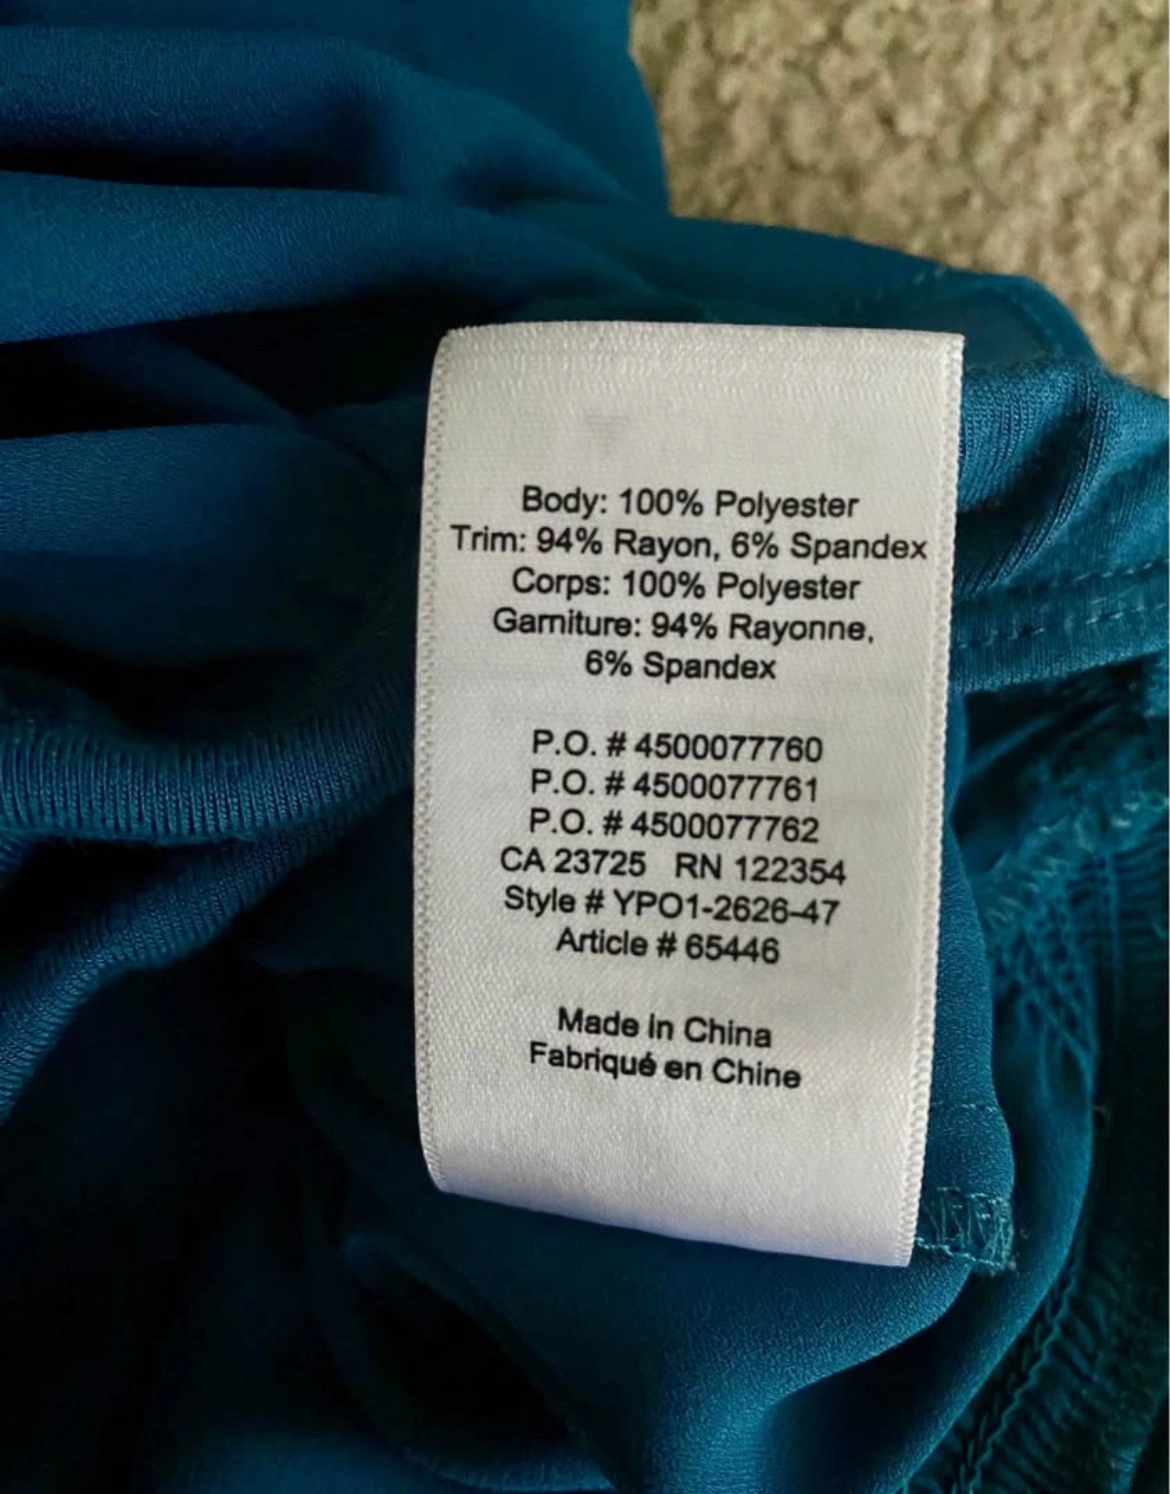 Body: 100% Polyester
Trim: 94% Rayon, 6% Spandex
Corps: 100% Polyester
Garniture: 94% Rayonne,
6% Spandex
P.O. # 4500077760
P.O. # 4500077761
P.O. # 4500077762
CA 23725 RN 122354
Style # YPO1-2626-47
Article # 65446
Made in China
Fabriqué en Chine